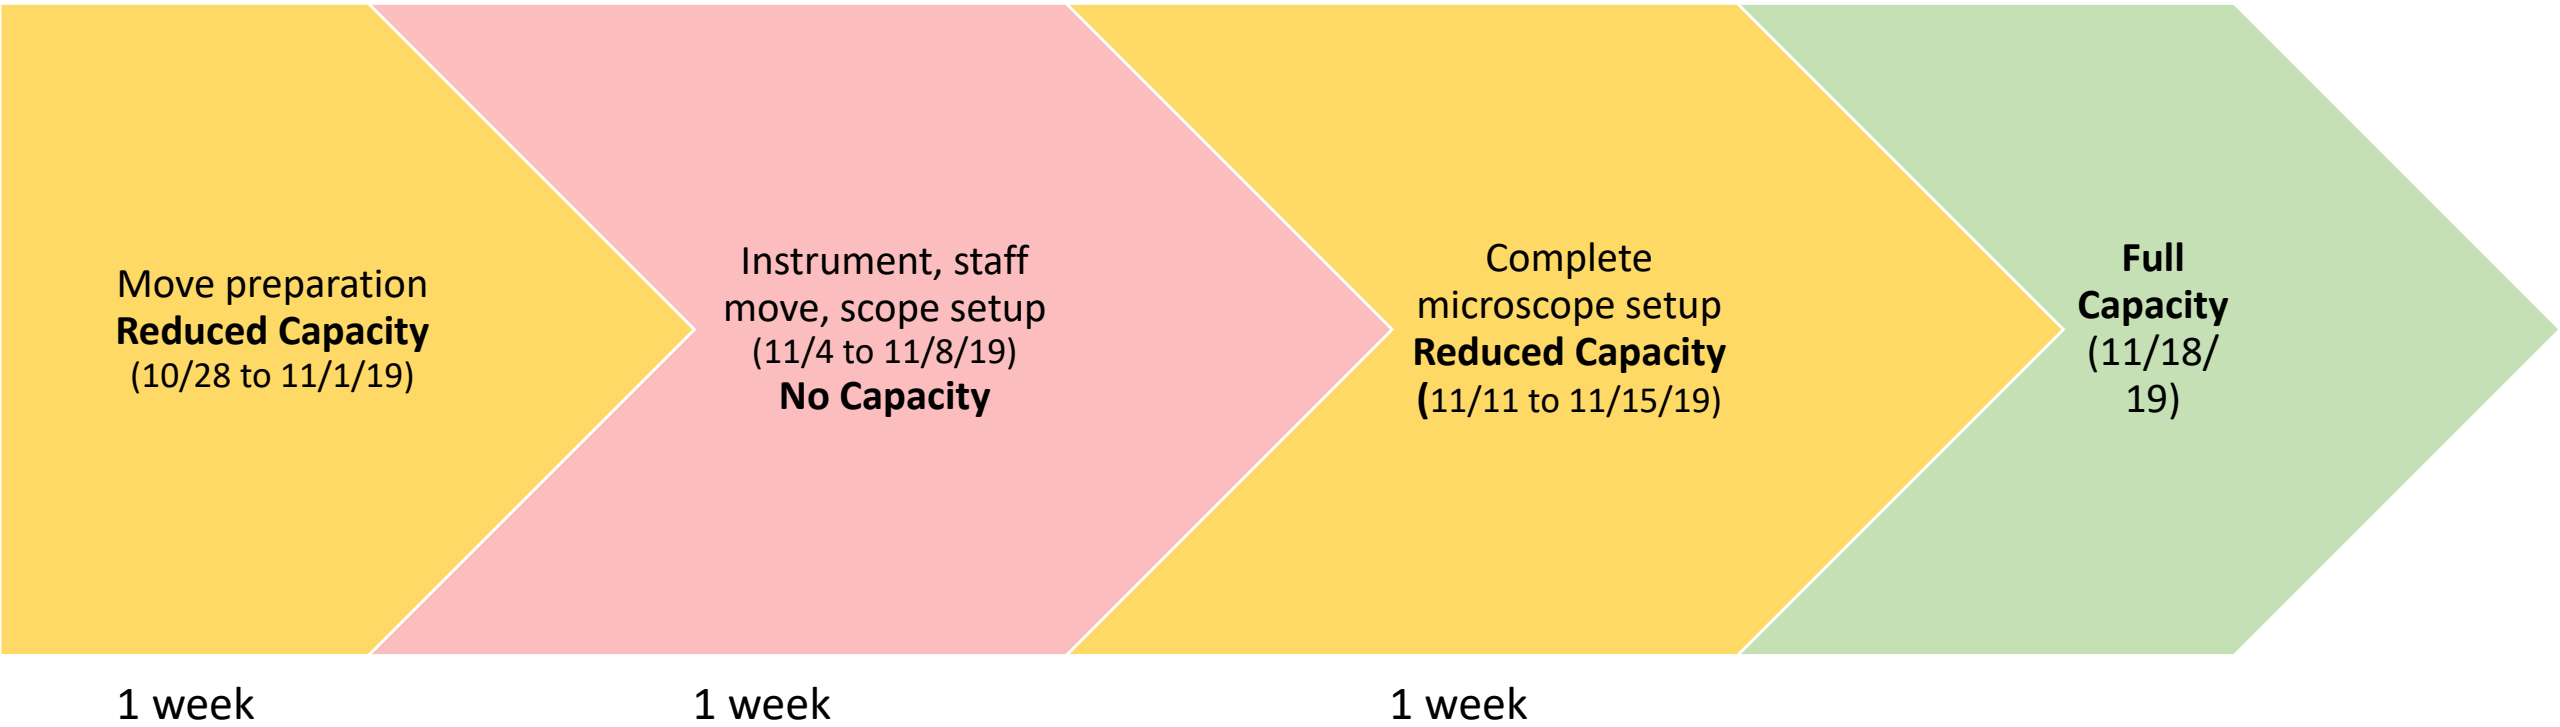 Move preparation
Reduced Capacity
(10/28 to 11/1/19)
Instrument, staff
move, scope setup
(11/4 to 11/8/19)
No Capacity
Complete
microscope setup
Reduced Capacity
(11/11 to 11/15/19)
Full
Capacity
(11/18/
19)
1 week
1 week
1 week